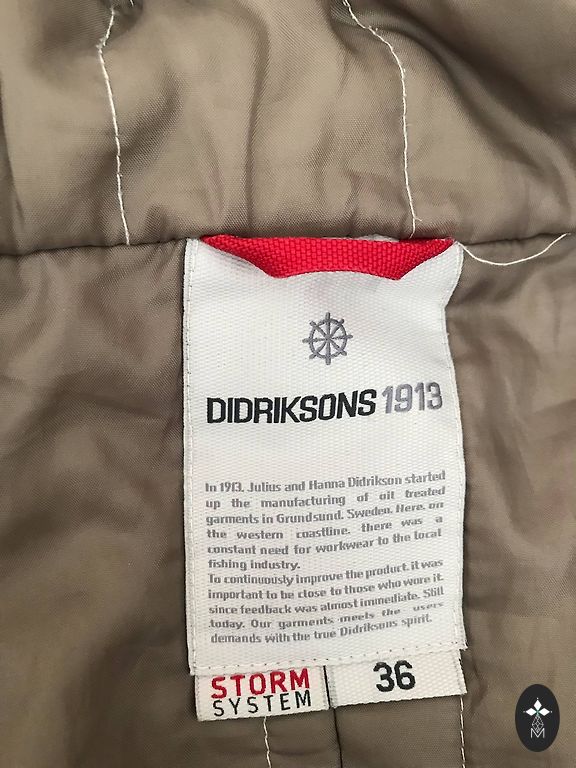 DIDRIKSONS 1913
In 1913, Julius and Hanna Didrikson started
up the manufacturing of oil treated
garments in Grundsund, Sweden. Here, on
the western coastline, there was a
constant need for workwear to the local
fishing industry.
To continuously improve the product, it was
important to be close to those who wore it,
since feedback was almost immediate. Still
today. Our garments meets the users
demands with the true Didriksons spirit.
STORM
SYSTEM
36
M